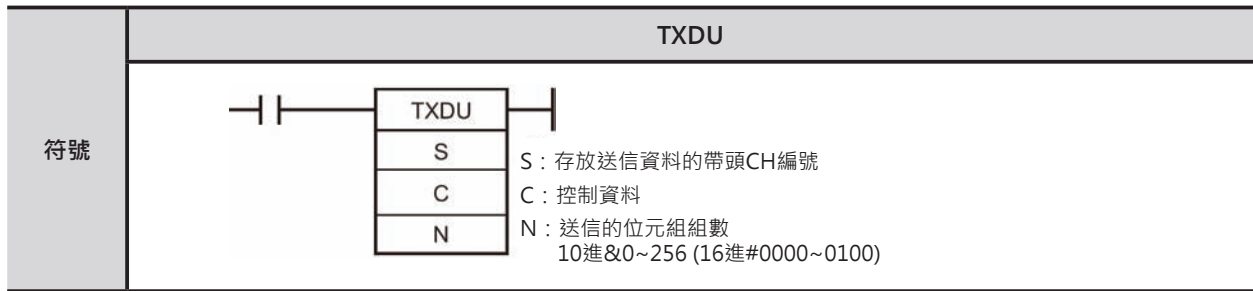 TXDU
符號
TXDU
S
C
N
S：存放送信資料的帶頭CH編號
C：控制資料
N：送信的位元組組數
10進&0~256 (16進#0000~0100)